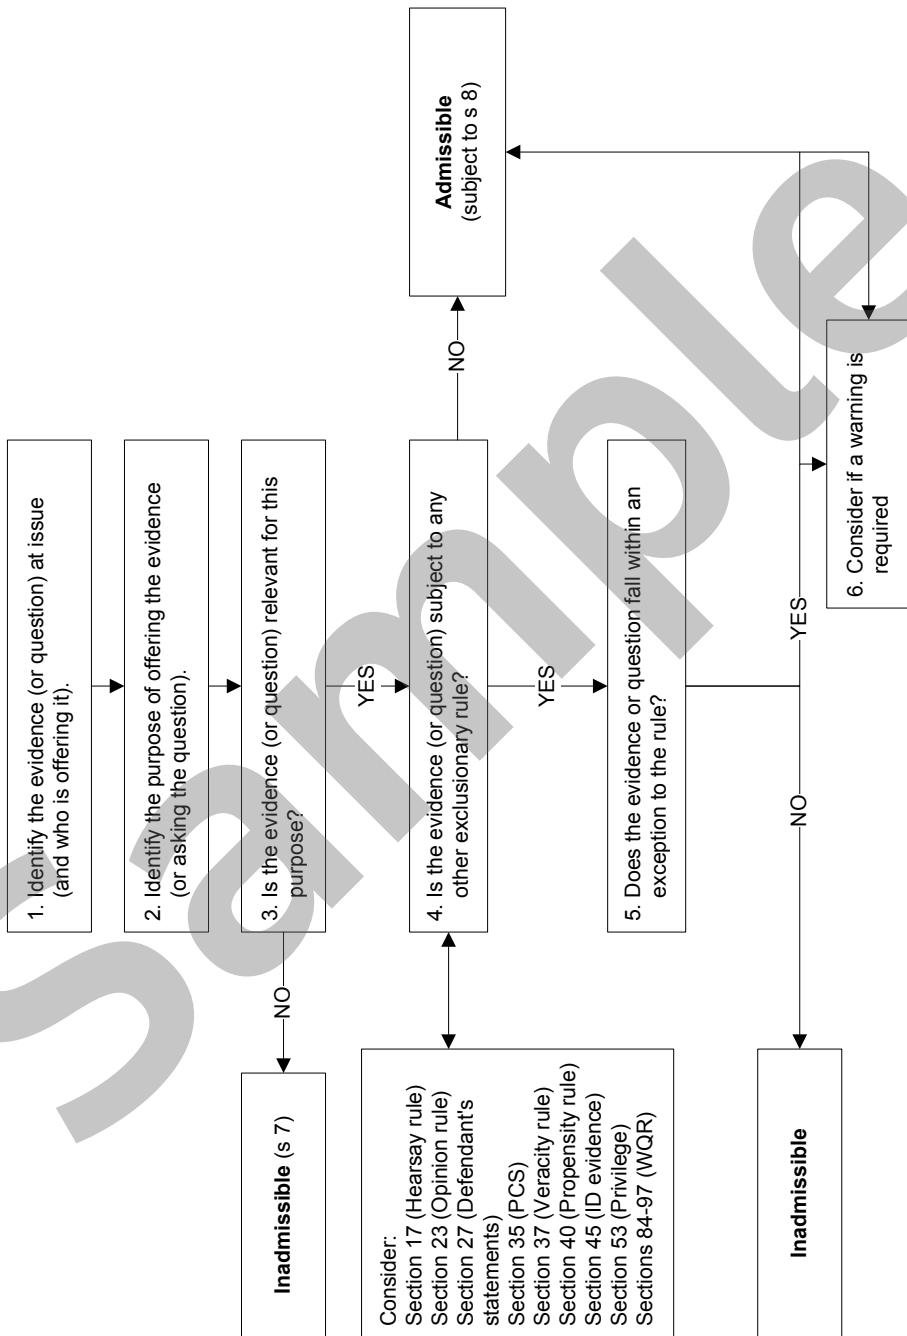 1. Identify the evidence (or question) at issue
(and who is offering it).
2. Identify the purpose of offering the evidence
(or asking the question).
3. Is the evidence (or question) relevant for this
purpose?
NO
Inadmissible (s 7)
YES
4. Is the evidence (or question) subject to any
other exclusionary rule?
Consider:
Section 17 (Hearsay rule)
Section 23 (Opinion rule)
Section 27 (Defendant's
statements)
Section 35 (PCS)
Section 37 (Veracity rule)
Section 40 (Propensity rule)
Section 45 (ID evidence)
Section 53 (Privilege)
Sections 84-97 (WQR)
NO
Admissible
(subject to s 8)
YES
5. Does the evidence or question fall within an
exception to the rule?
NO
Inadmissible
YES
6. Consider if a warning is
required
Sample